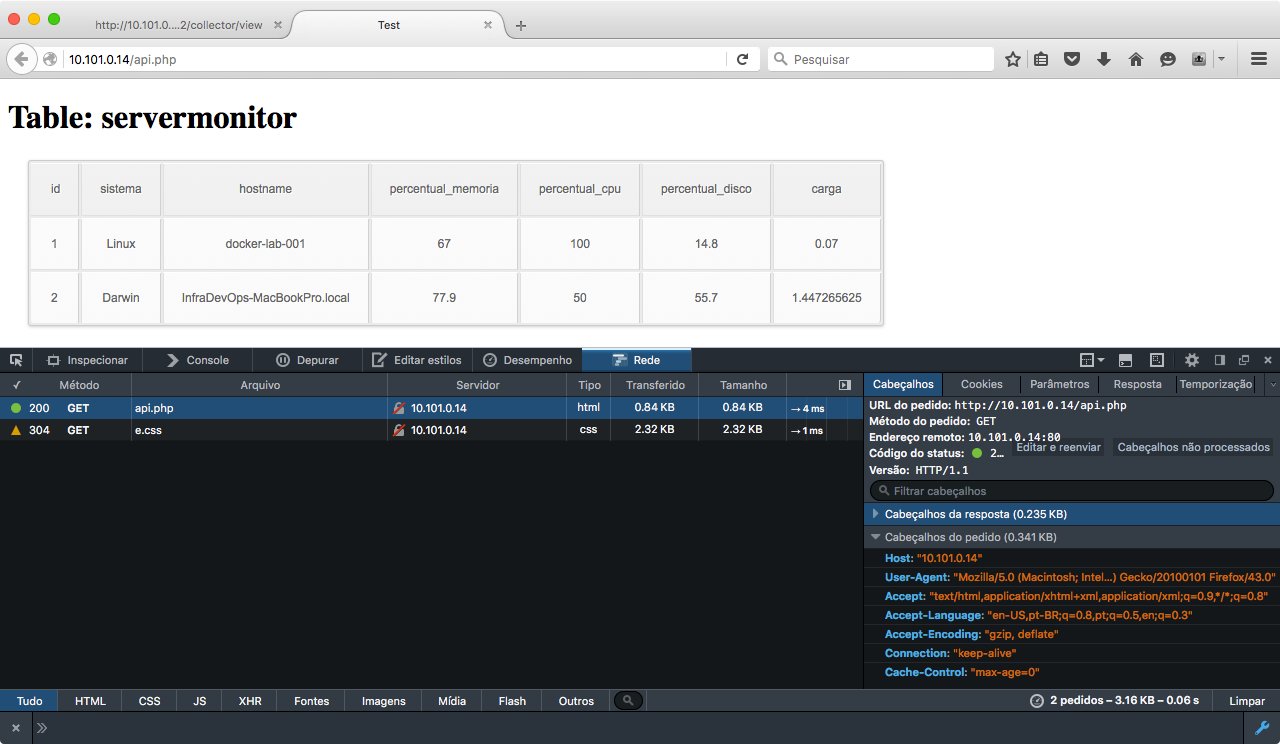 http://10.101.0....2/collector/view
Test
10.101.0.14/api.php
Pesquisar
Table: servermonitor
id sistema hostname percentual_memoria percentual_cpu percentual_disco carga
1 Linux docker-lab-001 67 100 14.8 0.07
2 Darwin InfraDevOps-MacBookPro.local 77.9 50 55.7 1.447265625
Inspecionar Console Depurar Editar estilos Desempenho Rede
✓ Método Arquivo Servidor Tipo Transferido Tamanho
200 GET api.php 10.101.0.14 html 0.84 KB 0.84 KB → 4 ms
304 GET e.css 10.101.0.14 css 2.32 KB 2.32 KB → 1 ms
Cabeçalhos Cookies Parâmetros Resposta Temporização
URL do pedido: http://10.101.0.14/api.php
Método do pedido: GET
Endereço remoto: 10.101.0.14:80
Código do status: 2... Editar e reenviar Cabeçalhos não processados
Versão: HTTP/1.1
Filtrar cabeçalhos
Cabeçalhos da resposta (0.235 KB)
Cabeçalhos do pedido (0.341 KB)
Host: "10.101.0.14"
User-Agent: "Mozilla/5.0 (Macintosh; Intel...) Gecko/20100101 Firefox/43.0"
Accept: "text/html,application/xhtml+xml,application/xml;q=0.9,*/*;q=0.8"
Accept-Language: "en-US,pt-BR;q=0.8,pt;q=0.5,en;q=0.3"
Accept-Encoding: "gzip, deflate"
Connection: "keep-alive"
Cache-Control: "max-age=0"
Tudo HTML CSS JS XHR Fontes Imagens Mídia Flash Outros
2 pedidos – 3.16 KB – 0.06 s Limpar